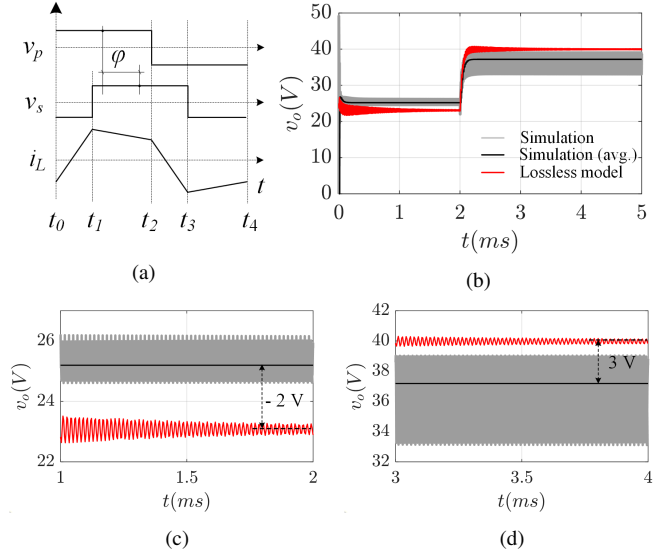 v_p
φ
v_s
i_L
t
t_0 t_1 t_2 t_3 t_4
(a)
50
40
30
20
10
0
v_o(V)
Simulation
Simulation (avg.)
Lossless model
0 1 2 3 4 5
t(ms)
(b)
26
25
24
23
22
v_o(V)
- 2 V
1 1.5 2
t(ms)
(c)
42
40
38
36
34
32
v_o(V)
3 V
3 3.5 4
t(ms)
(d)